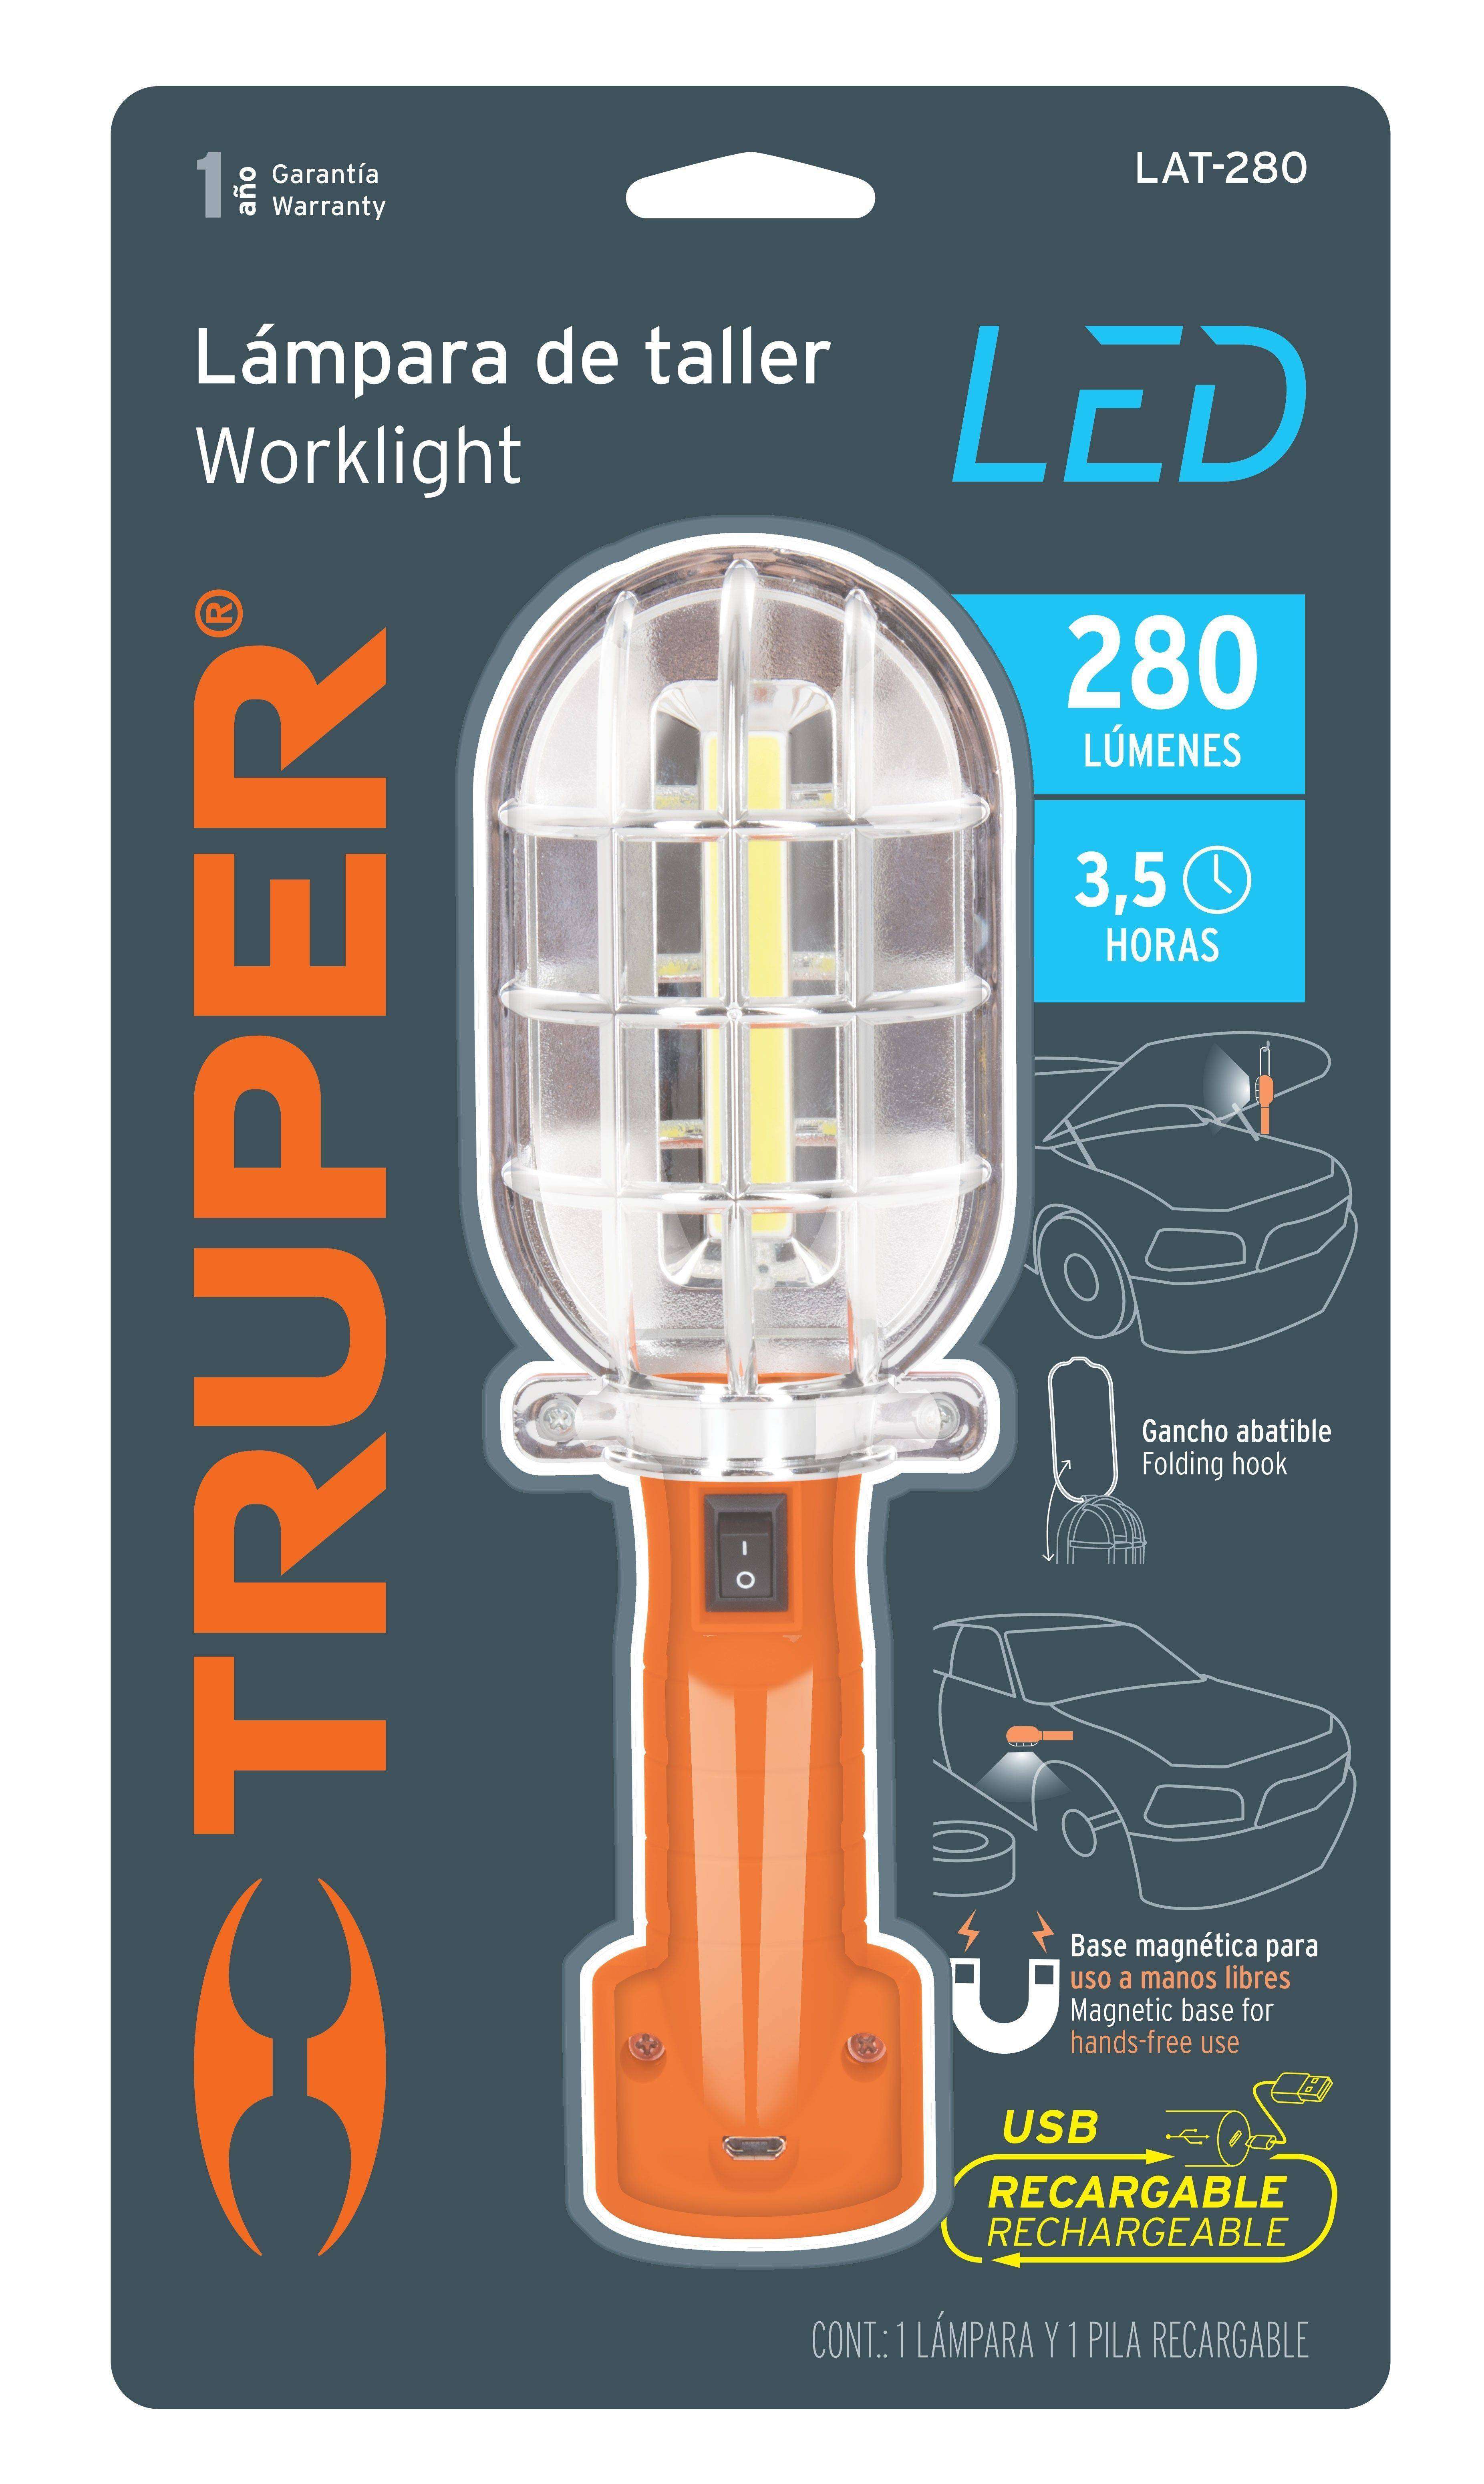 1 año Garantía
Warranty
LAT-280
Lámpara de taller
Worklight
LED
TRUPER®
280
LÚMENES
3,5
HORAS
Gancho abatible
Folding hook
I
O
Base magnética para
uso a manos libres
Magnetic base for
hands-free use
USB
RECARGABLE
RECHARGEABLE
CONT.: 1 LÁMPARA Y 1 PILA RECARGABLE